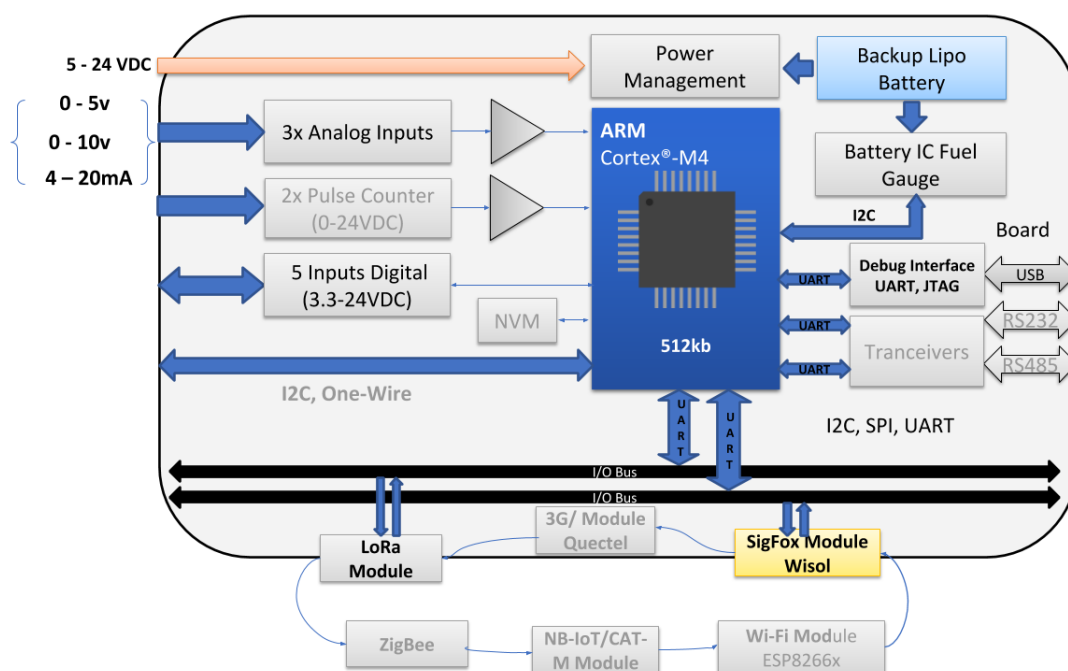 5 - 24 VDC
0 - 5v
0 - 10v
4 – 20mA
Power
Management
Backup Lipo
Battery
3x Analog Inputs
ARM
Cortex®-M4
512kb
Battery IC Fuel
Gauge
2x Pulse Counter
(0-24VDC)
I2C
Board
5 Inputs Digital
(3.3-24VDC)
UART
Debug Interface
UART, JTAG
USB
NVM
UART
Tranceivers
RS232
UART
RS485
I2C, One-Wire
UART
UART
I2C, SPI, UART
I/O Bus
I/O Bus
LoRa
Module
3G/ Module
Quectel
SigFox Module
Wisol
ZigBee
NB-IoT/CAT-
M Module
Wi-Fi Module
ESP8266x